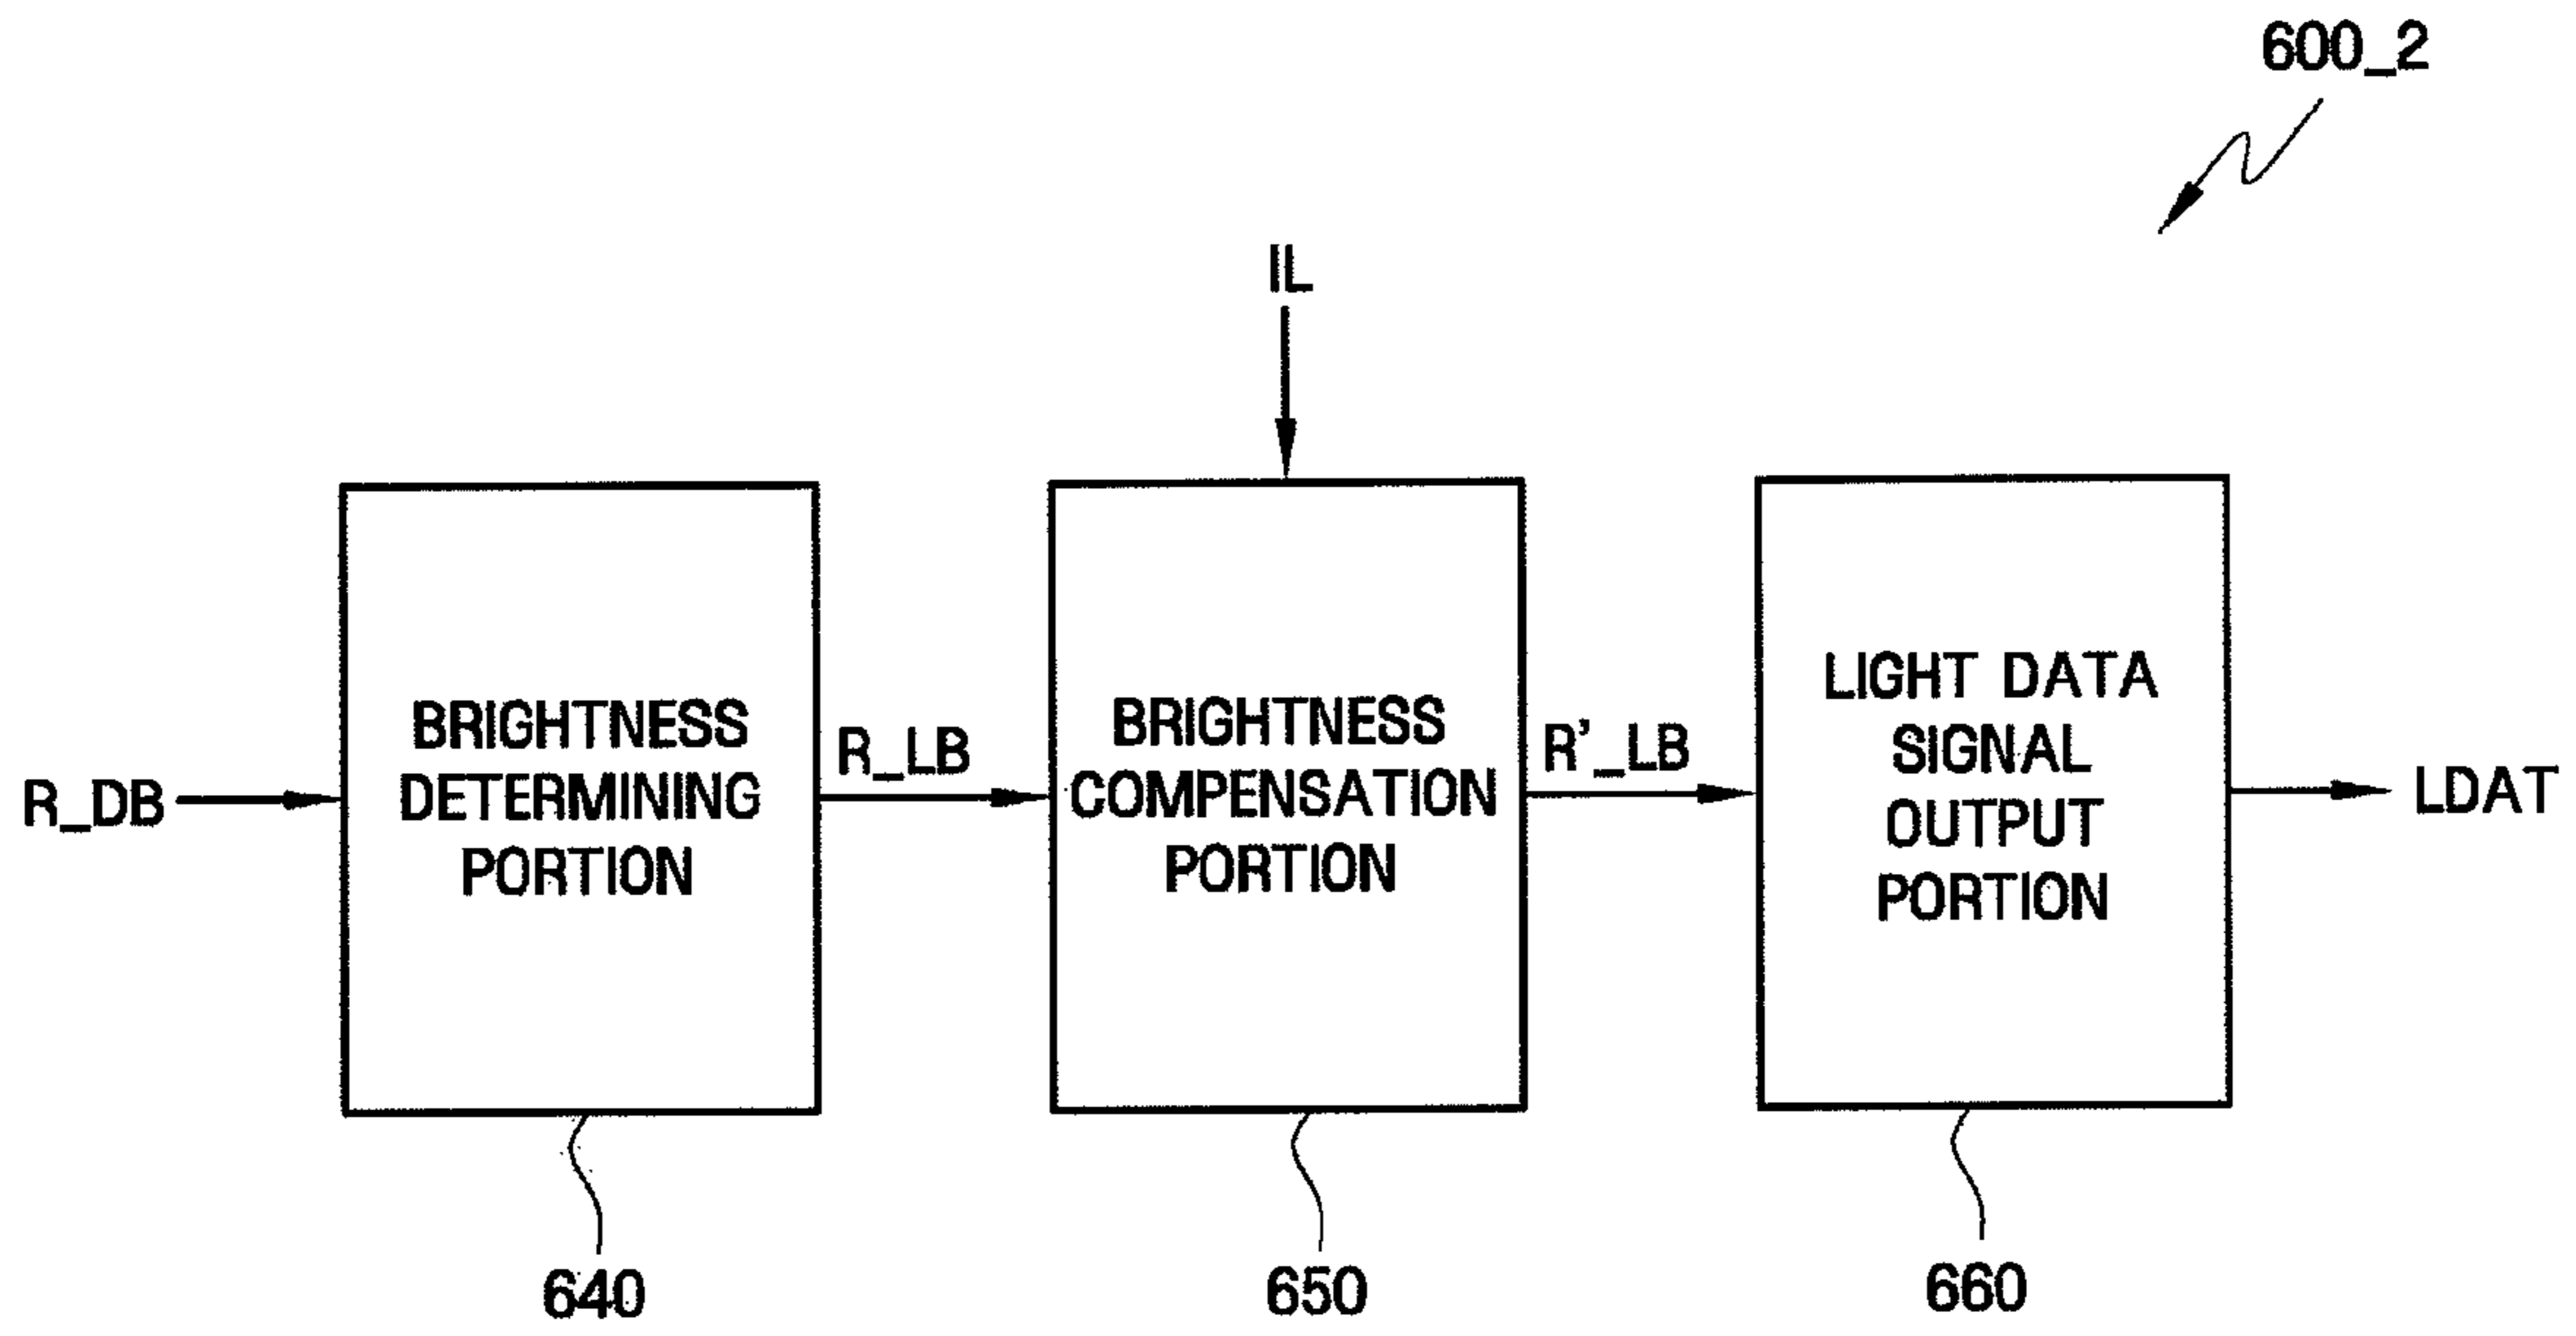 600_2
IL
R_DB
BRIGHTNESS
DETERMINING
PORTION
R_LB
BRIGHTNESS
COMPENSATION
PORTION
R'_LB
LIGHT DATA
SIGNAL
OUTPUT
PORTION
LDAT
640
650
660